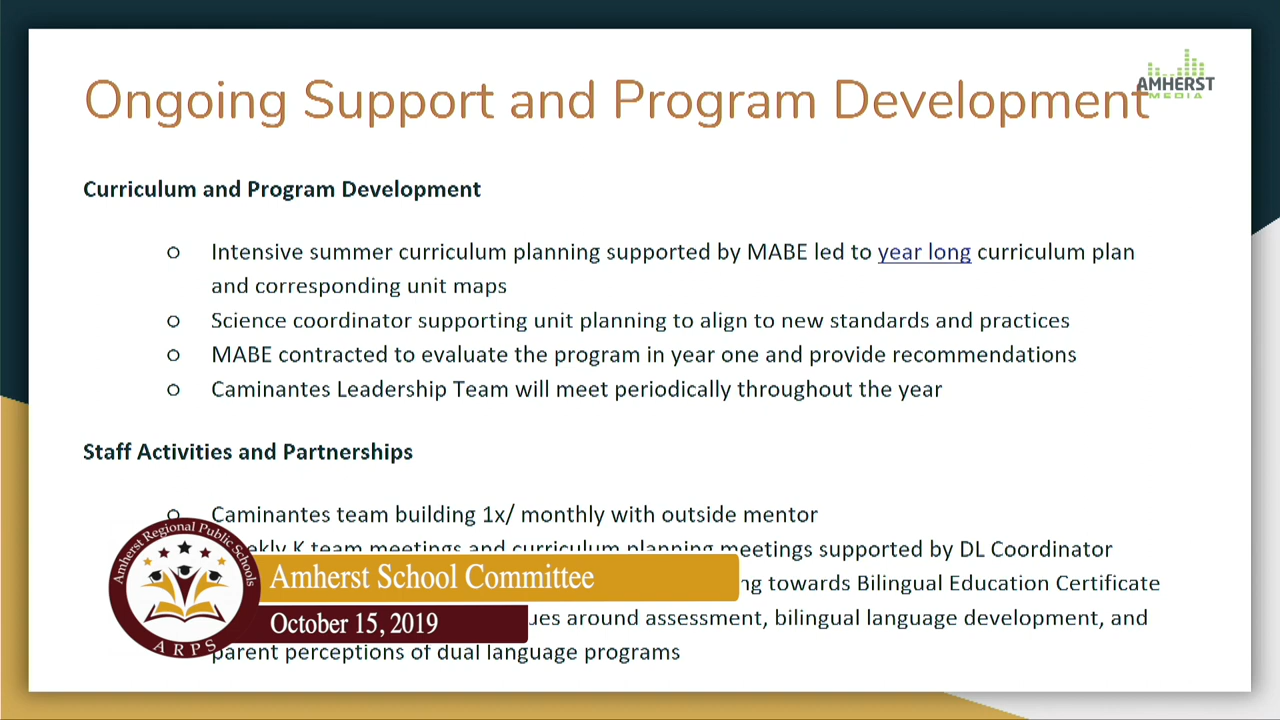 Ongoing Support and Program Development
AMHERST
MEDIA
Curriculum and Program Development
Intensive summer curriculum planning supported by MABE led to year long curriculum plan
and corresponding unit maps
Science coordinator supporting unit planning to align to new standards and practices
MABE contracted to evaluate the program in year one and provide recommendations
Caminantes Leadership Team will meet periodically throughout the year
Staff Activities and Partnerships
Caminantes team building 1x/ monthly with outside mentor
K team meetings and curriculum planning meetings supported by DL Coordinator
towards Bilingual Education Certificate
around assessment, bilingual language development, and
parent perceptions of dual language programs
Amherst Regional Public Schools
ARPS
Amherst School Committee
October 15, 2019